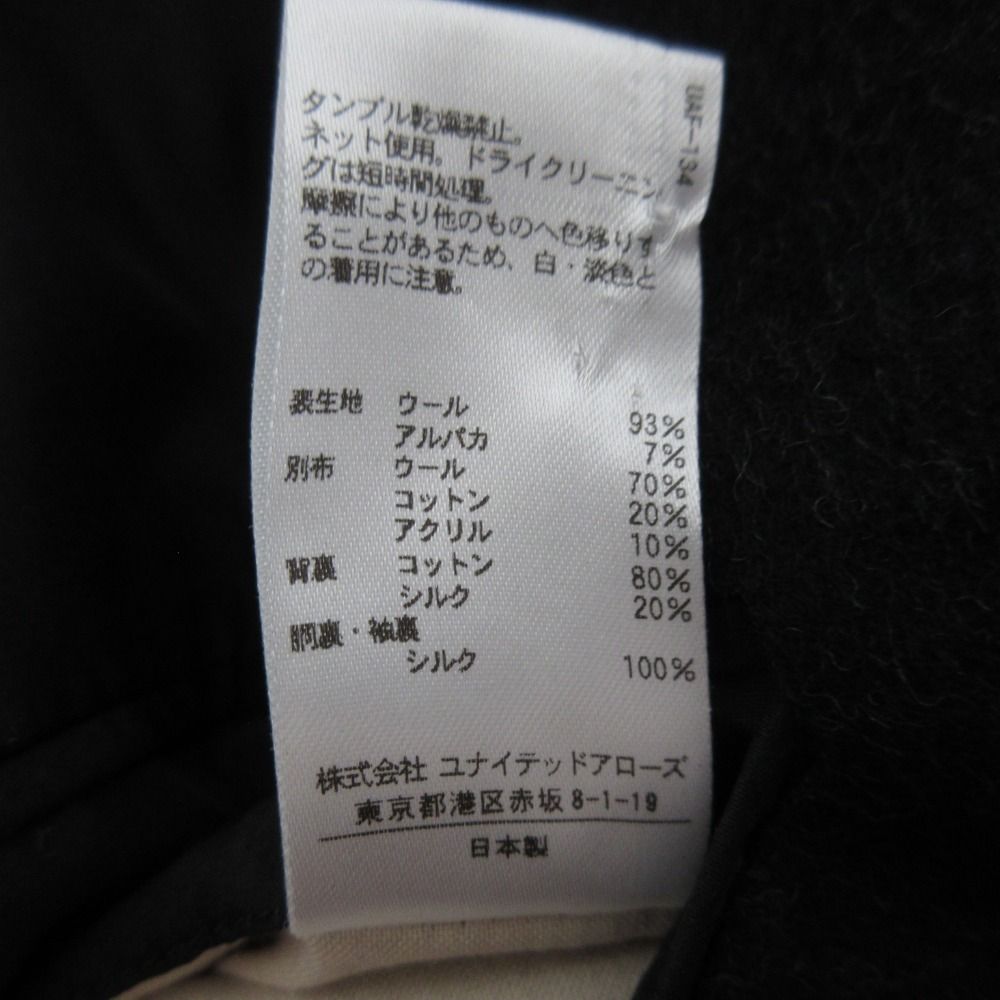 UAF-134
タンブル乾燥禁止。
ネット使用。ドライクリーニン
グは短時間処理。
摩擦により他のものへ色移りす
ることがあるため、白・淡色と
の着用に注意。
表生地 ウール 93%
アルパカ 7%
別布 ウール 70%
コットン 20%
アクリル 10%
背裏 コットン 80%
シルク 20%
胴裏・袖裏
シルク 100%
株式会社 ユナイテッドアローズ
東京都港区赤坂 8-1-19
日本製